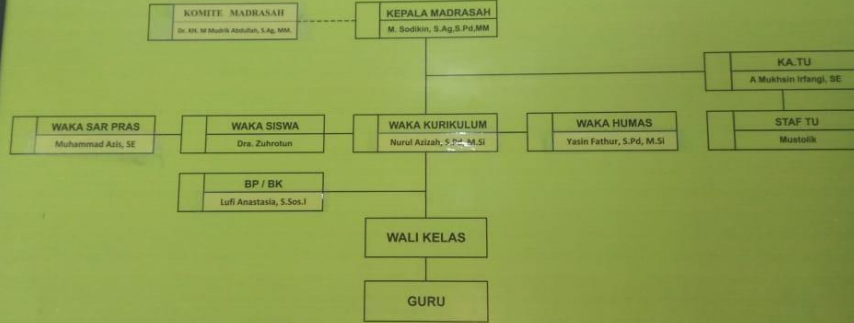 KOMITE MADRASAH
Dr. KH. M Mudrik Abdullah, S.Ag, MM.
KEPALA MADRASAH
M. Sodikin, S.Ag,S.Pd,MM
KA.TU
A Mukhsin Irfangi, SE
WAKA SAR PRAS
Muhammad Azis, SE
WAKA SISWA
Dra. Zuhrotun
WAKA KURIKULUM
Nurul Azizah, S.Pd, M.Si
WAKA HUMAS
Yasin Fathur, S.Pd, M.Si
STAF TU
Mustolik
BP / BK
Lufi Anastasia, S.Sos.I
WALI KELAS
GURU